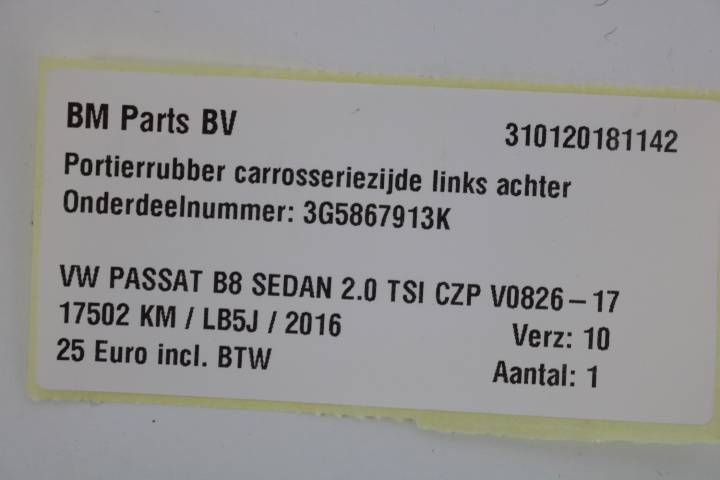 BM Parts BV 310120181142
Portierrubber carrosseriezijde links achter
Onderdeelnummer: 3G5867913K
VW PASSAT B8 SEDAN 2.0 TSI CZP V0826-17
17502 KM / LB5J / 2016 Verz: 10
25 Euro incl. BTW Aantal: 1